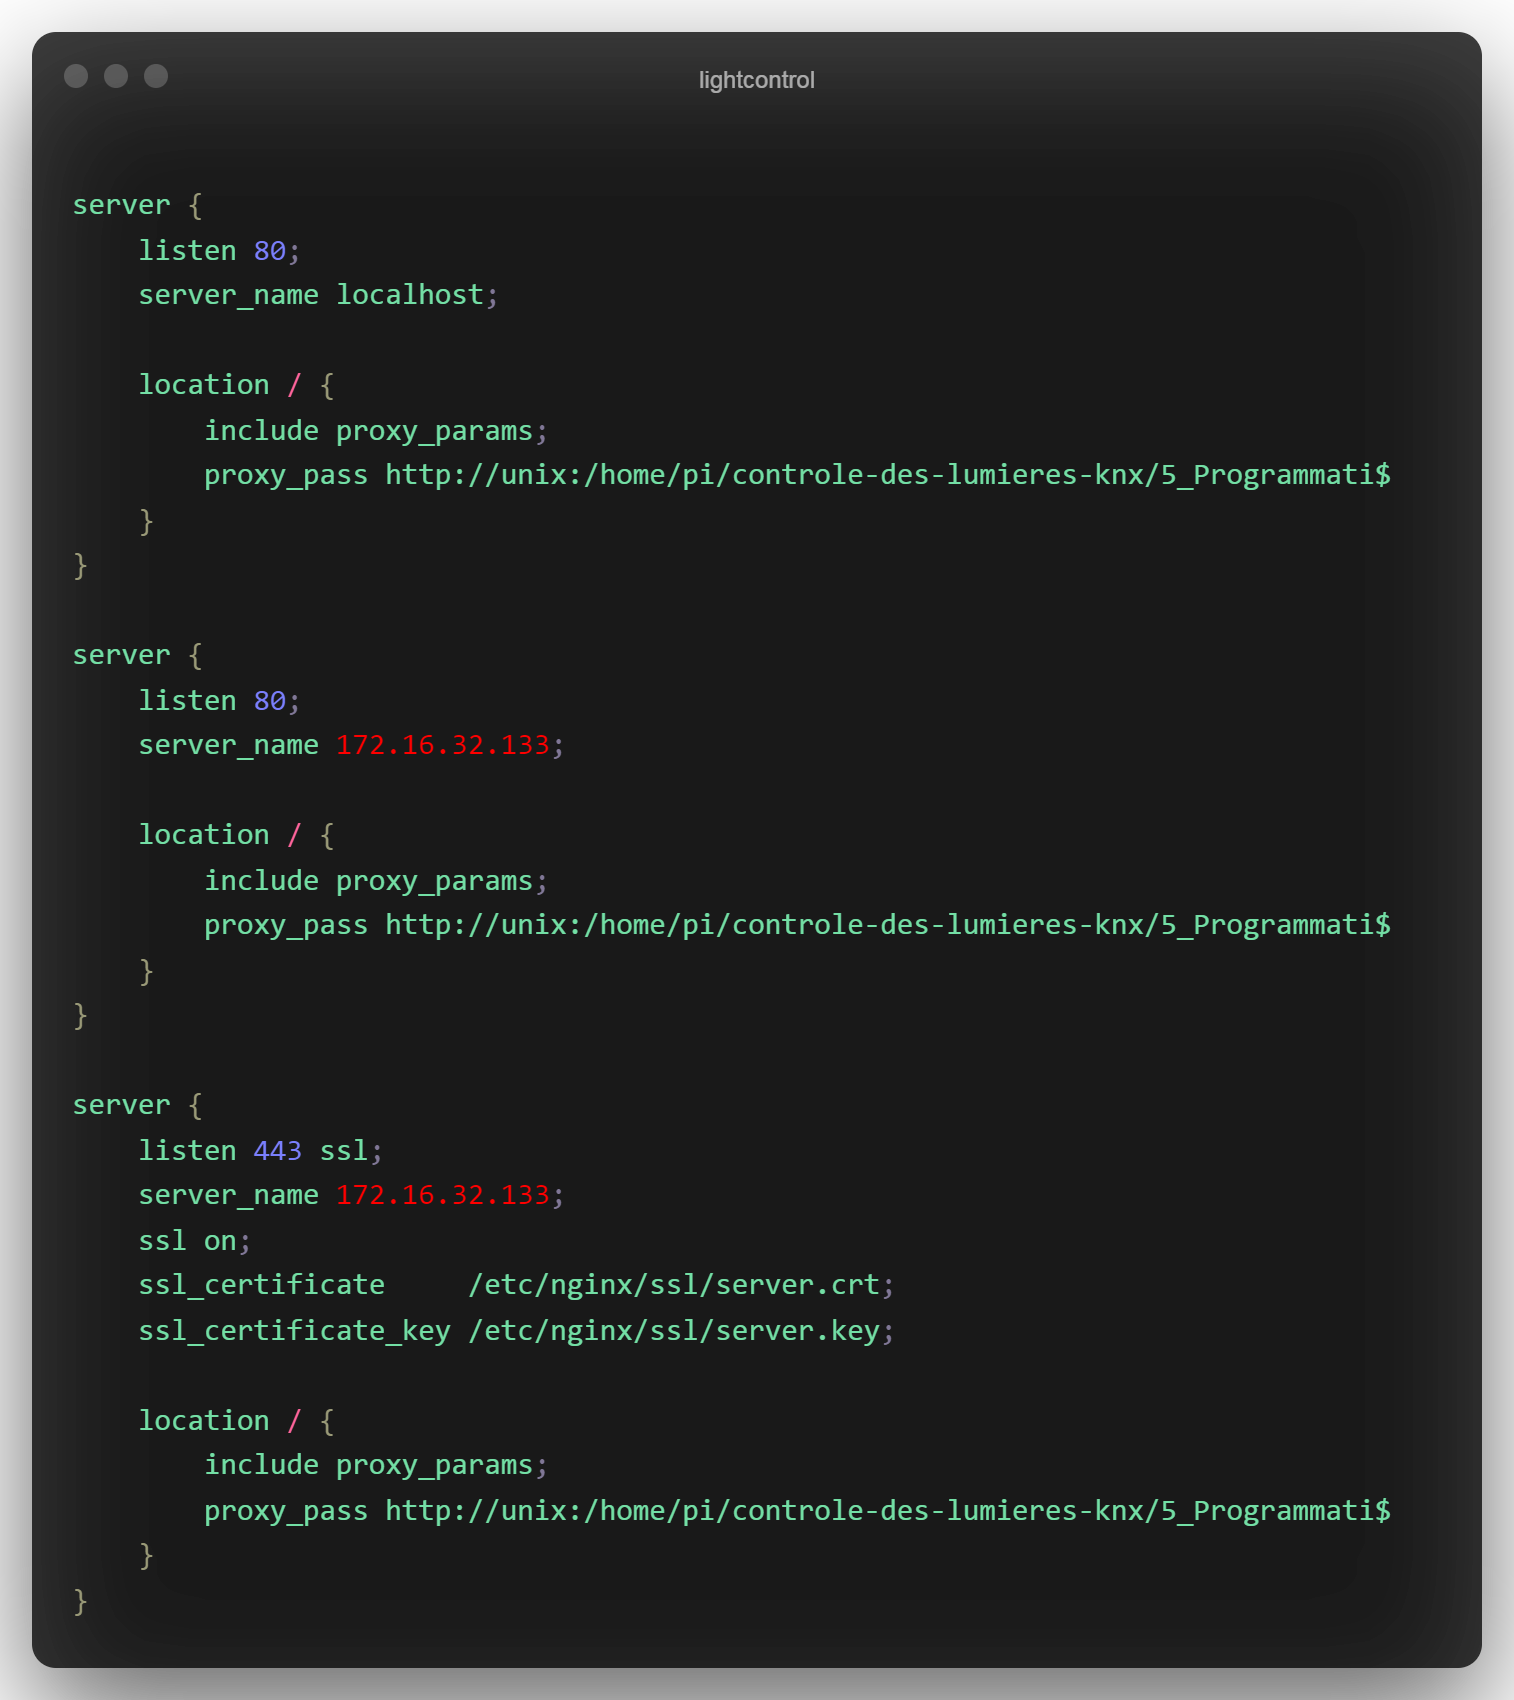 lightcontrol
server {
    listen 80;
    server_name localhost;
    location / {
        include proxy_params;
        proxy_pass http://unix:/home/pi/controle-des-lumieres-knx/5_Programmati$
    }
}
server {
    listen 80;
    server_name 172.16.32.133;
    location / {
        include proxy_params;
        proxy_pass http://unix:/home/pi/controle-des-lumieres-knx/5_Programmati$
    }
}
server {
    listen 443 ssl;
    server_name 172.16.32.133;
    ssl on;
    ssl_certificate     /etc/nginx/ssl/server.crt;
    ssl_certificate_key /etc/nginx/ssl/server.key;
    location / {
        include proxy_params;
        proxy_pass http://unix:/home/pi/controle-des-lumieres-knx/5_Programmati$
    }
}